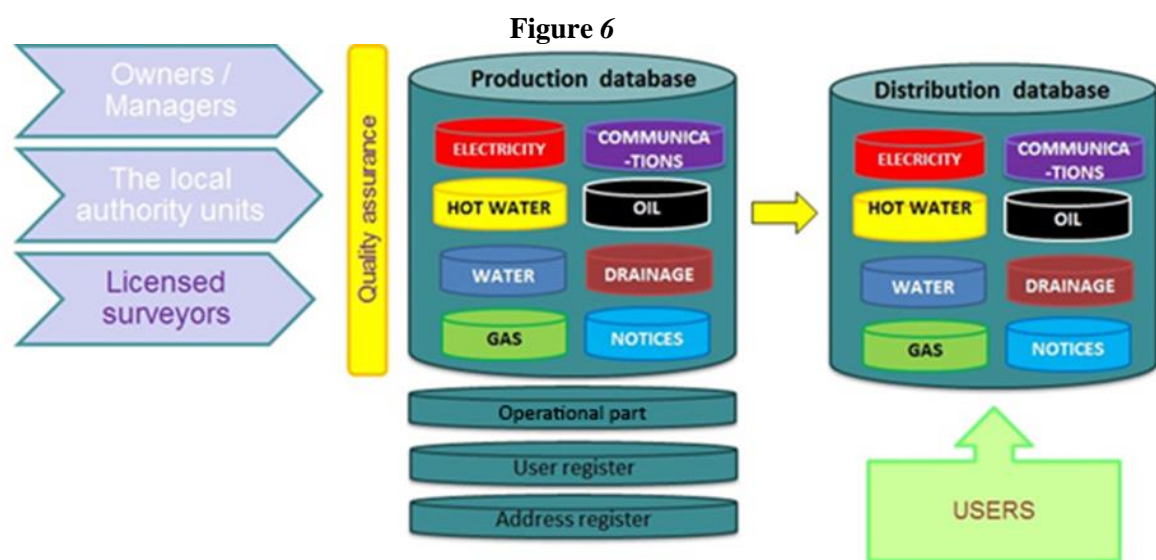 Figure 6
Owners /
Managers
The local
authority units
Licensed
surveyors
Quality assurance
Production database
ELECTRICITY
COMMUNICA
-TIONS
HOT WATER
OIL
WATER
DRAINAGE
GAS
NOTICES
Operational part
User register
Address register
Distribution database
ELECRICITY
COMMUNICA
-TIONS
HOT WATER
OIL
WATER
DRAINAGE
GAS
NOTICES
USERS